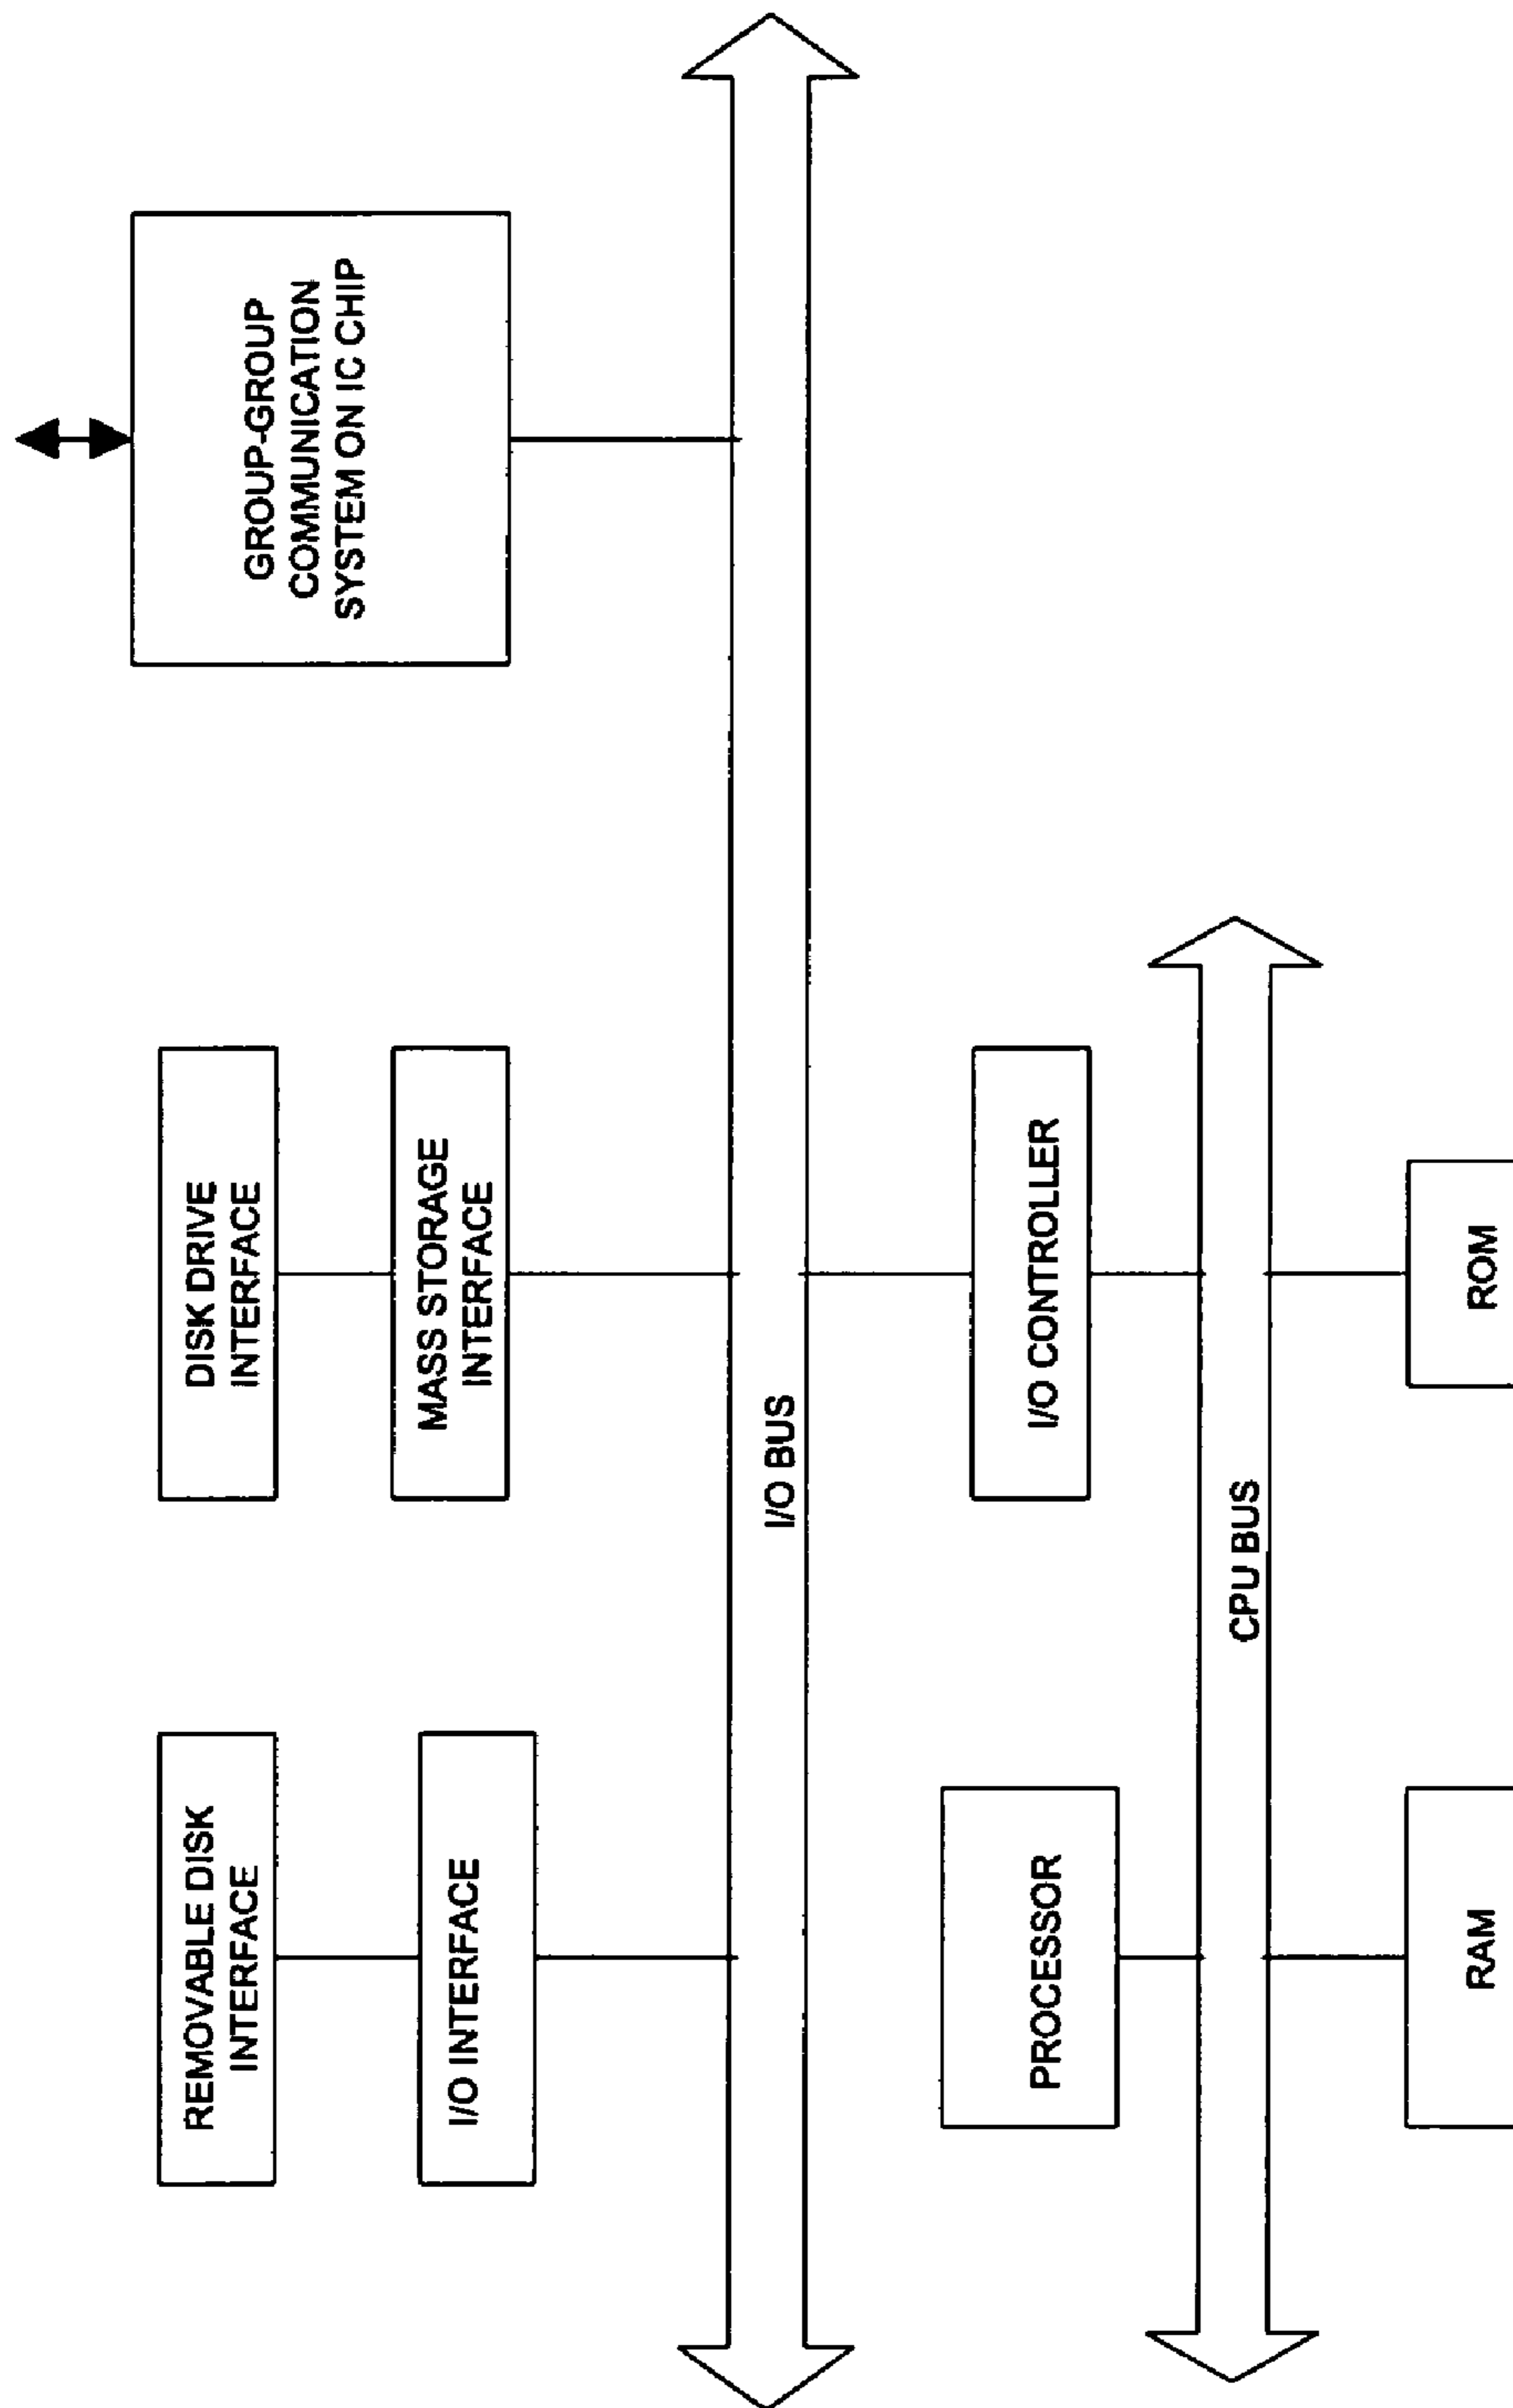 REMOVABLE DISK
INTERFACE
DISK DRIVE
INTERFACE
GROUP-GROUP
COMMUNICATION
SYSTEM ON IC CHIP
I/O INTERFACE
MASS STORAGE
INTERFACE
I/O BUS
PROCESSOR
I/O CONTROLLER
CPU BUS
RAM
ROM